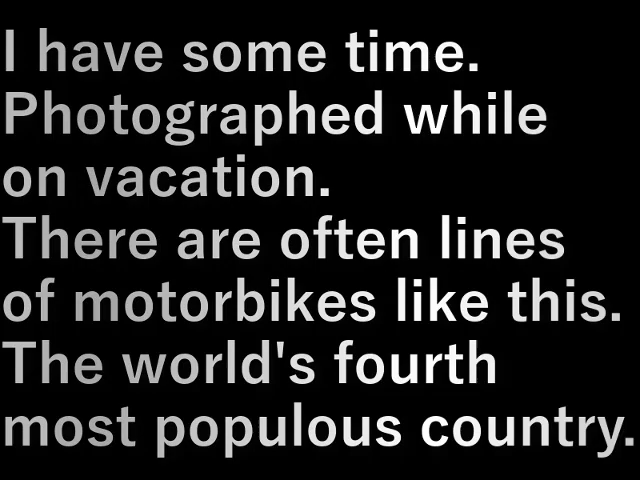 I have some time.
Photographed while
on vacation.
There are often lines
of motorbikes like this.
The world's fourth
most populous country.